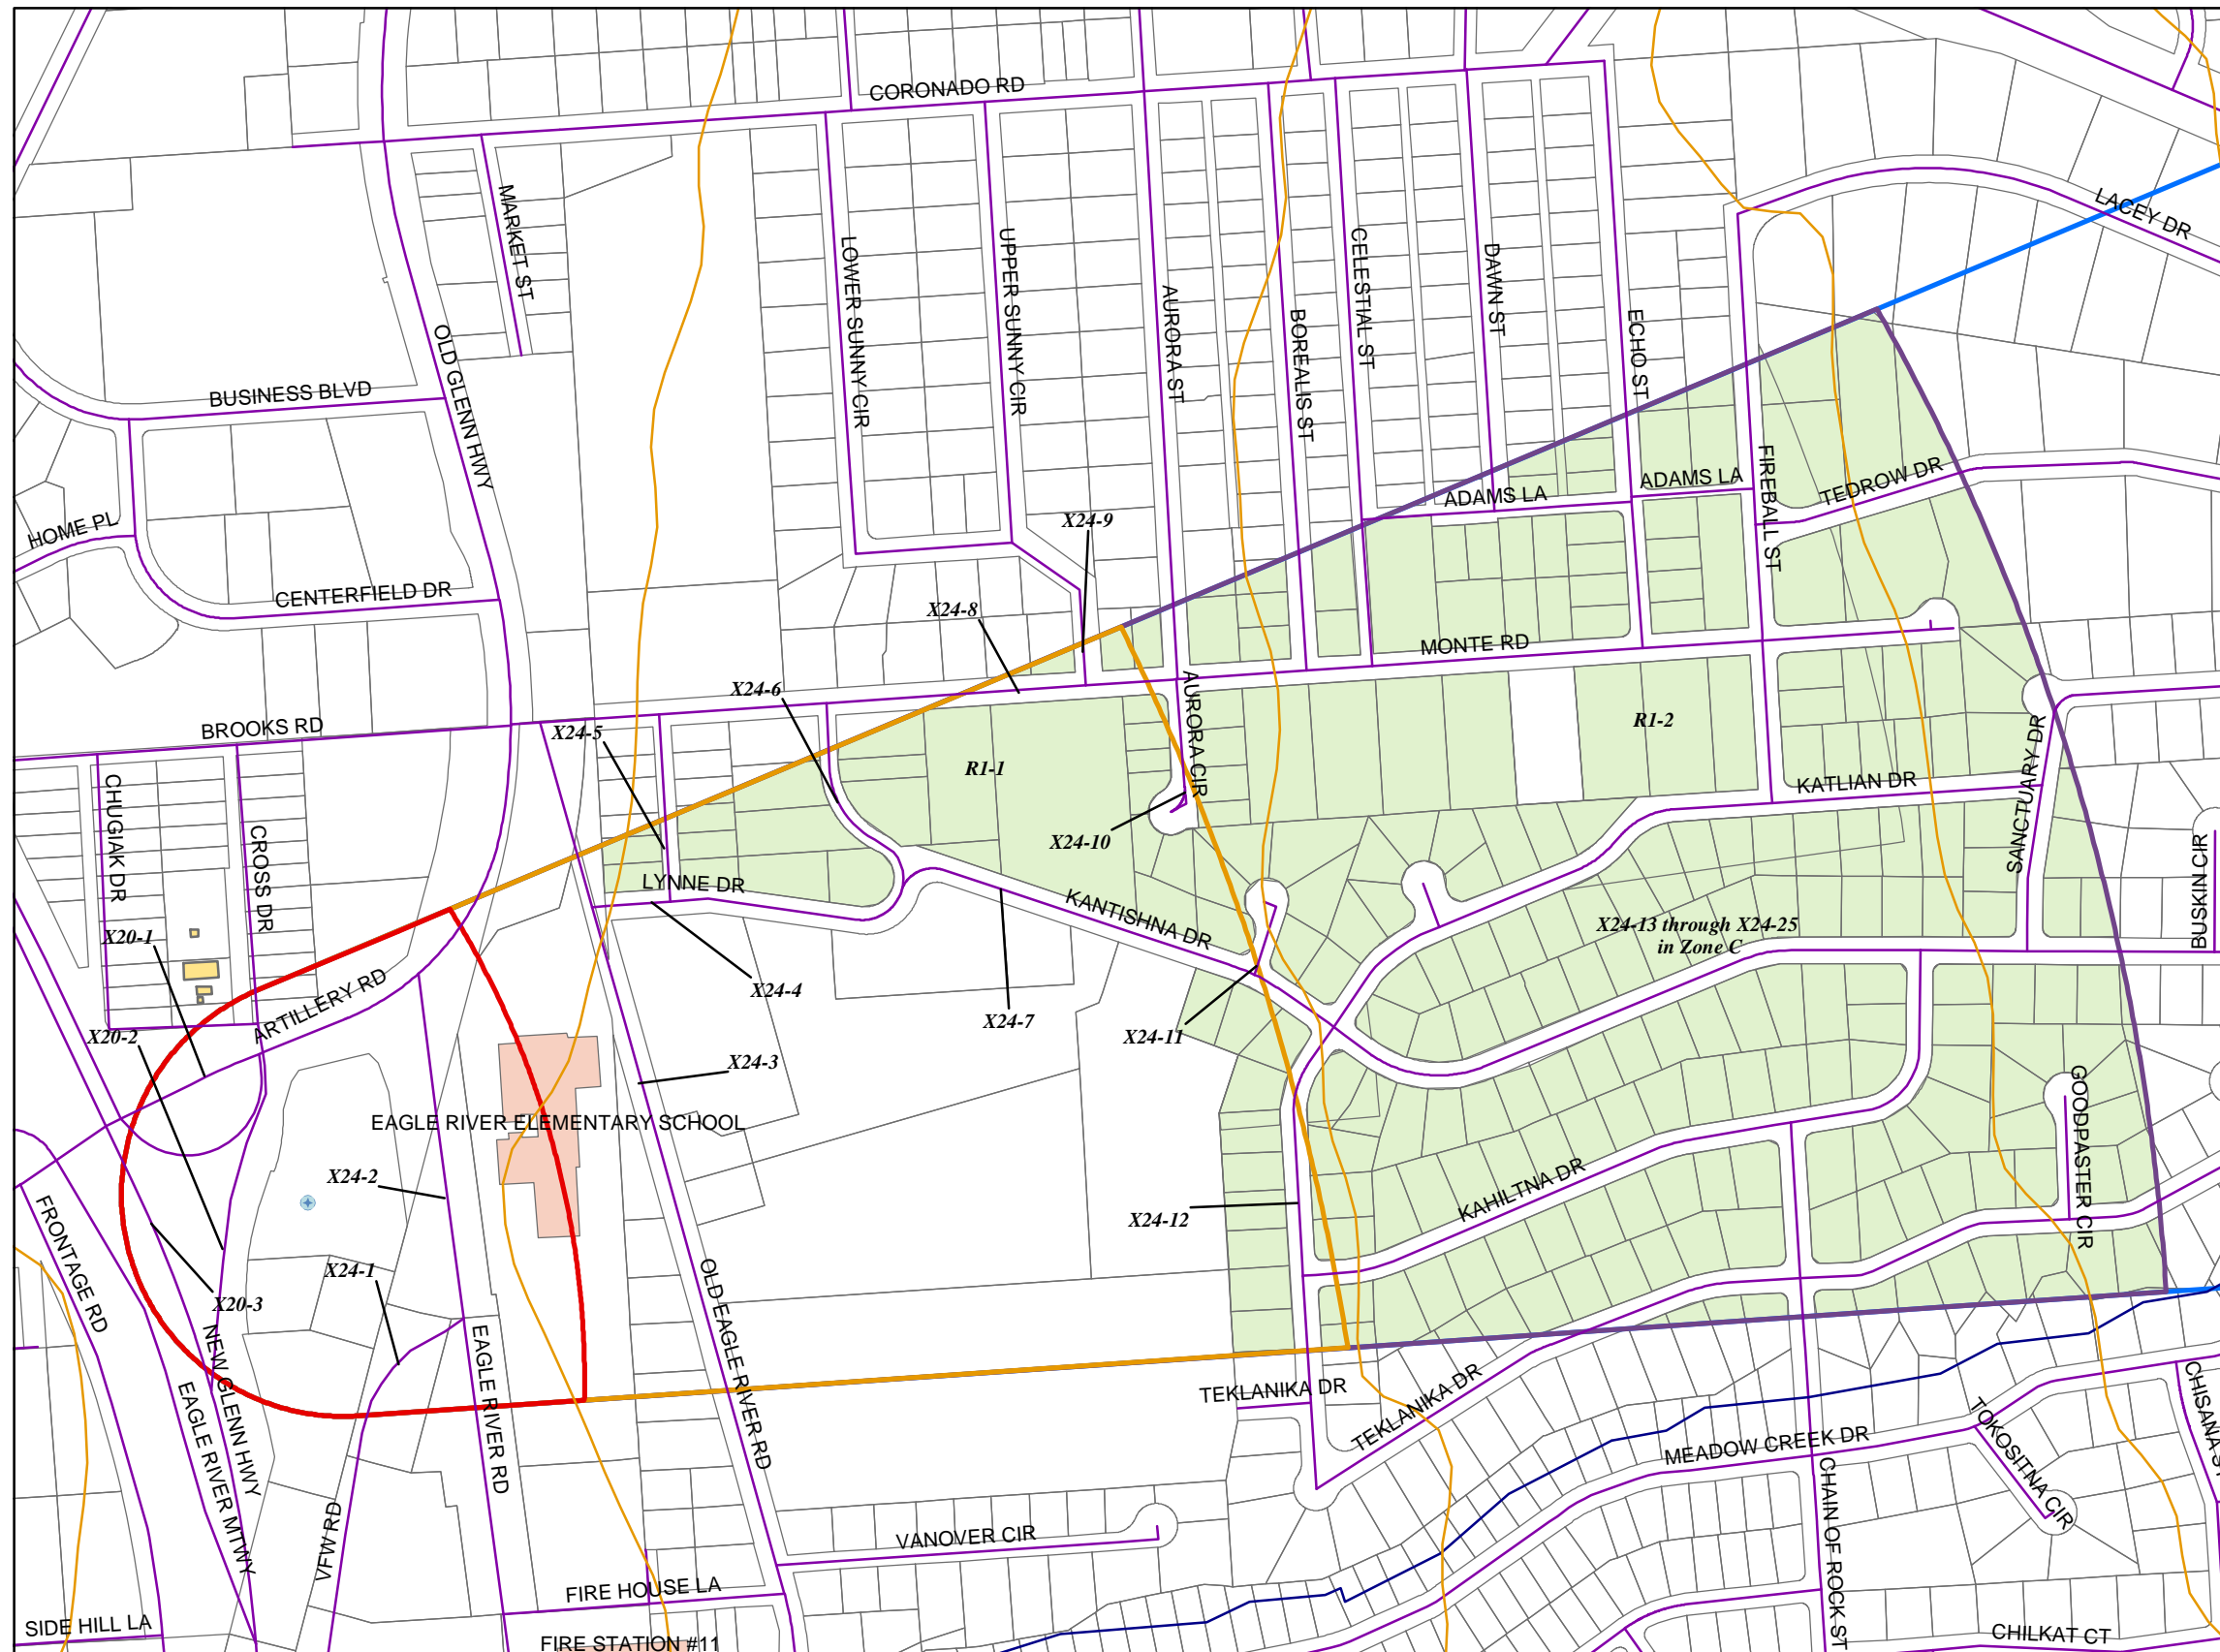 CORONADO RD
MARKET ST
LACEY DR
LOWER SUNNY CIR
UPPER SUNNY CIR
AURORA ST
BOREALIS ST
CELESTIAL ST
DAWN ST
ECHO ST
OLD GLENN HWY
BUSINESS BLVD
FIREBALL ST
TEDROW DR
ADAMS LA
ADAMS LA
HOME PL
X24-9
CENTERFIELD DR
X24-8
MONTE RD
X24-6
AURORA CIR
BROOKS RD
X24-5
R1-1
R1-2
KATLIAN DR
SANCTUARY DR
CHUGIAK DR
CROSS DR
X24-10
BUSKIN CIR
LYNNE DR
KANTISHNA DR
X24-13 through X24-25
in Zone C
X20-1
X24-4
ARTILLERY RD
X24-7
X20-2
X24-11
X24-3
GOODPASTER CIR
EAGLE RIVER ELEMENTARY SCHOOL
X24-2
KAHILTNA DR
X24-12
FRONTAGE RD
X24-1
X20-3
OLD EAGLE RIVER RD
NEW GLENN HWY
EAGLE RIVER RD
EAGLE RIVER MTWY
TEKLANIKA DR
TEKLANIKA DR
CHISANA ST
TOKOSITNA CIR
MEADOW CREEK DR
CHAIN OF ROCK ST
VFW RD
VANOVER CIR
FIRE HOUSE LA
SIDE HILL LA
FIRE STATION #11
CHILKAT CT